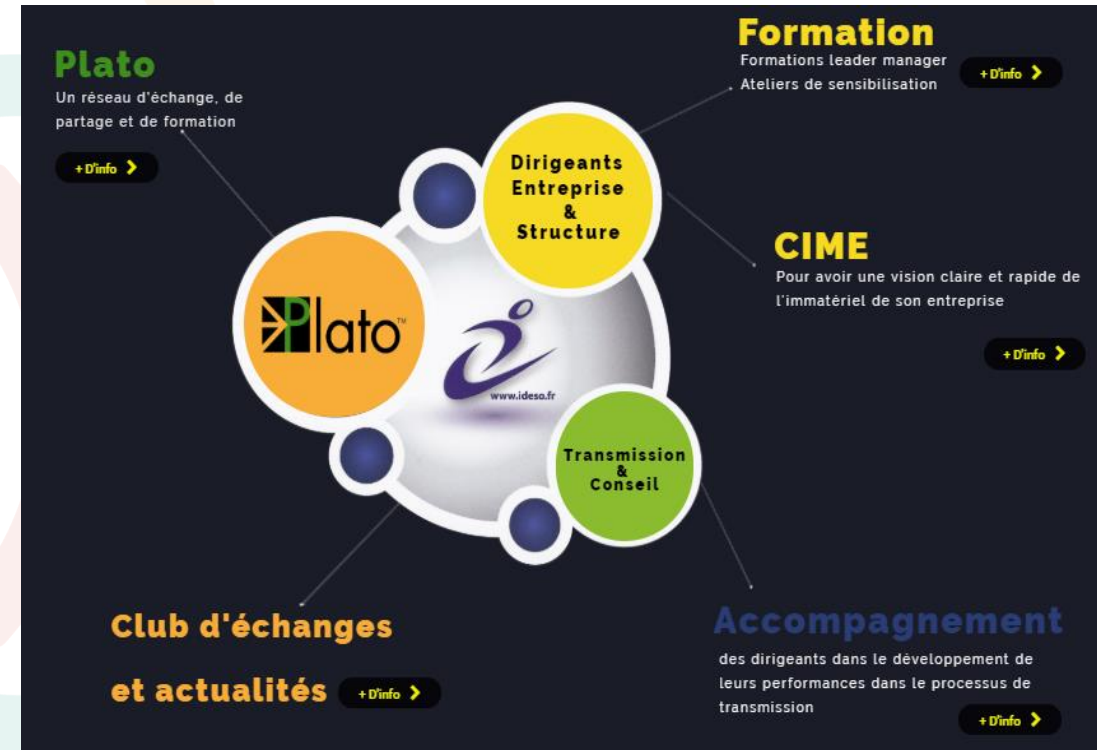 Plato
Un réseau d'échange, de
partage et de formation
+ D'info
Formation
Formations leader manager
Ateliers de sensibilisation
+ D'info
Dirigeants
Entreprise
&
Structure
CIME
Pour avoir une vision claire et rapide de
l'immatériel de son entreprise
+ D'info
Plato™
www.ideso.fr
Transmission
&
Conseil
Club d'échanges
et actualités
+ D'info
Accompagnement
des dirigeants dans le développement de
leurs performances dans le processus de
transmission
+ D'info